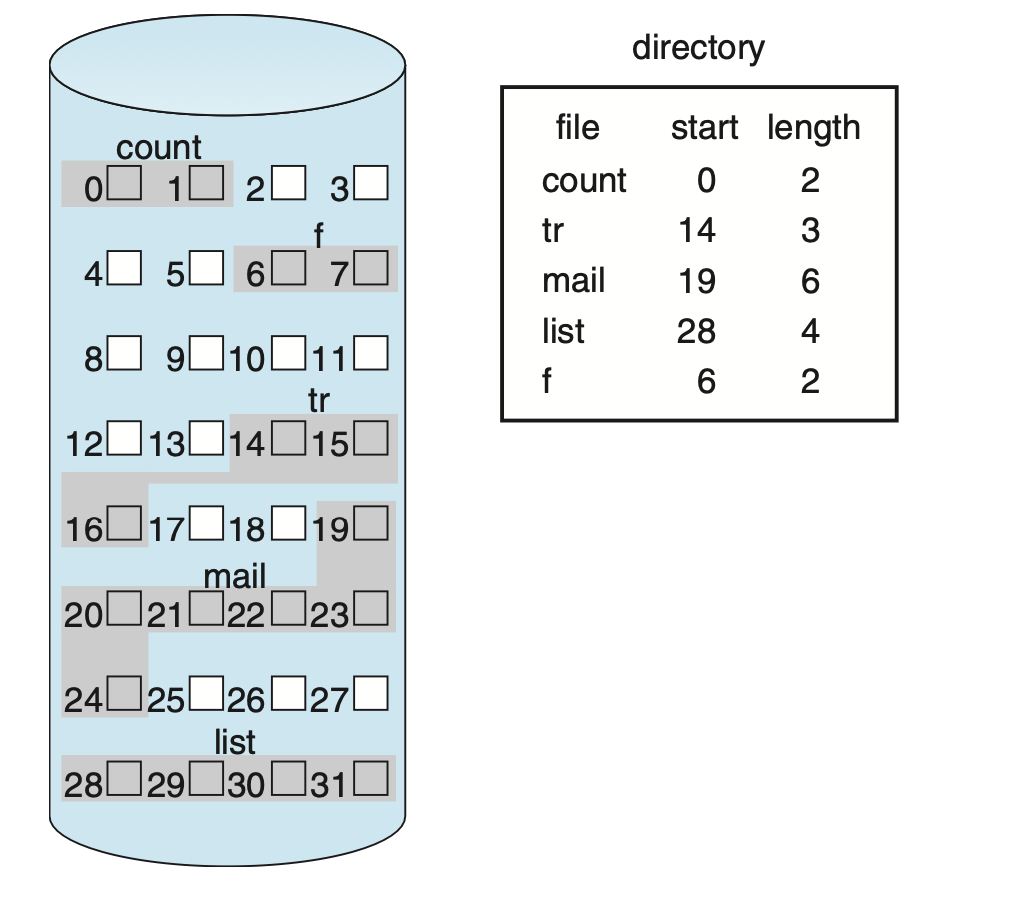 directory
file start length
count 0 2
tr 14 3
mail 19 6
list 28 4
f 6 2
count
0 1 2 3
f
4 5 6 7
8 9 10 11
tr
12 13 14 15
16 17 18 19
mail
20 21 22 23
24 25 26 27
list
28 29 30 31